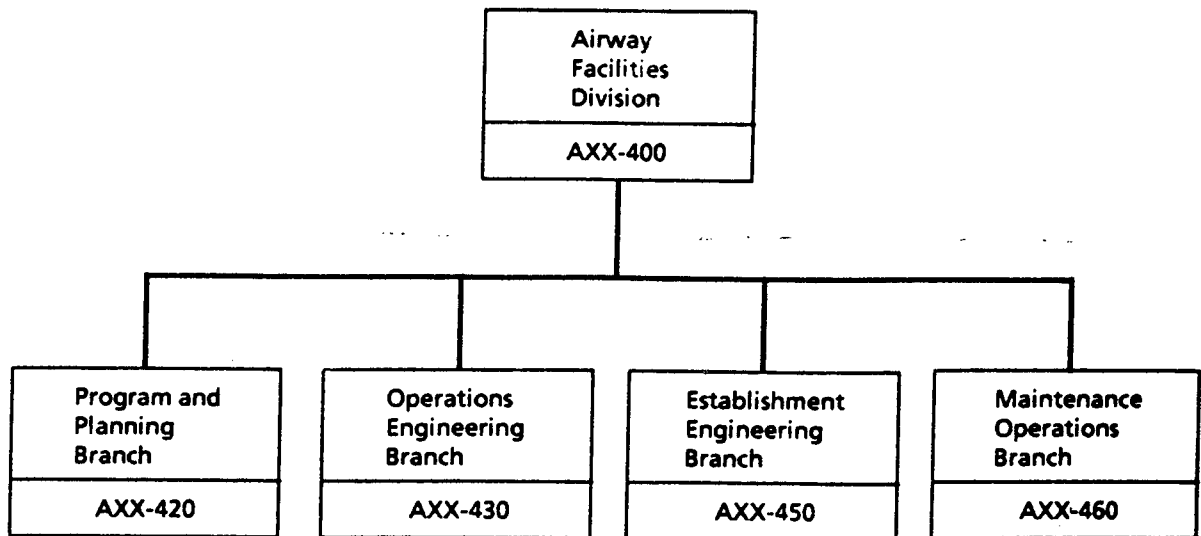 Airway
Facilities
Division
AXX-400
Program and
Planning
Branch
AXX-420
Operations
Engineering
Branch
AXX-430
Establishment
Engineering
Branch
AXX-450
Maintenance
Operations
Branch
AXX-460